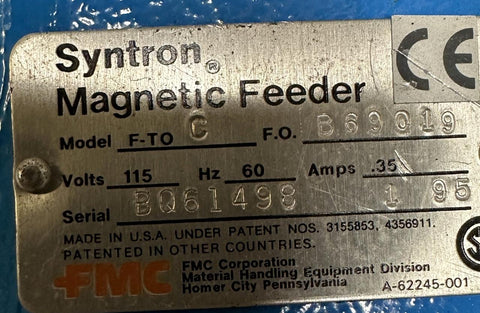 Syntron®
Magnetic Feeder
CE
Model F-TO C F.O. B69019
Volts 115 Hz 60 Amps .35
Serial BQ61498 1 95
MADE IN U.S.A. UNDER PATENT NOS. 3155853, 4356911.
PATENTED IN OTHER COUNTRIES.
FMC FMC Corporation
Material Handling Equipment Division
Homer City Pennsylvania A-62245-001